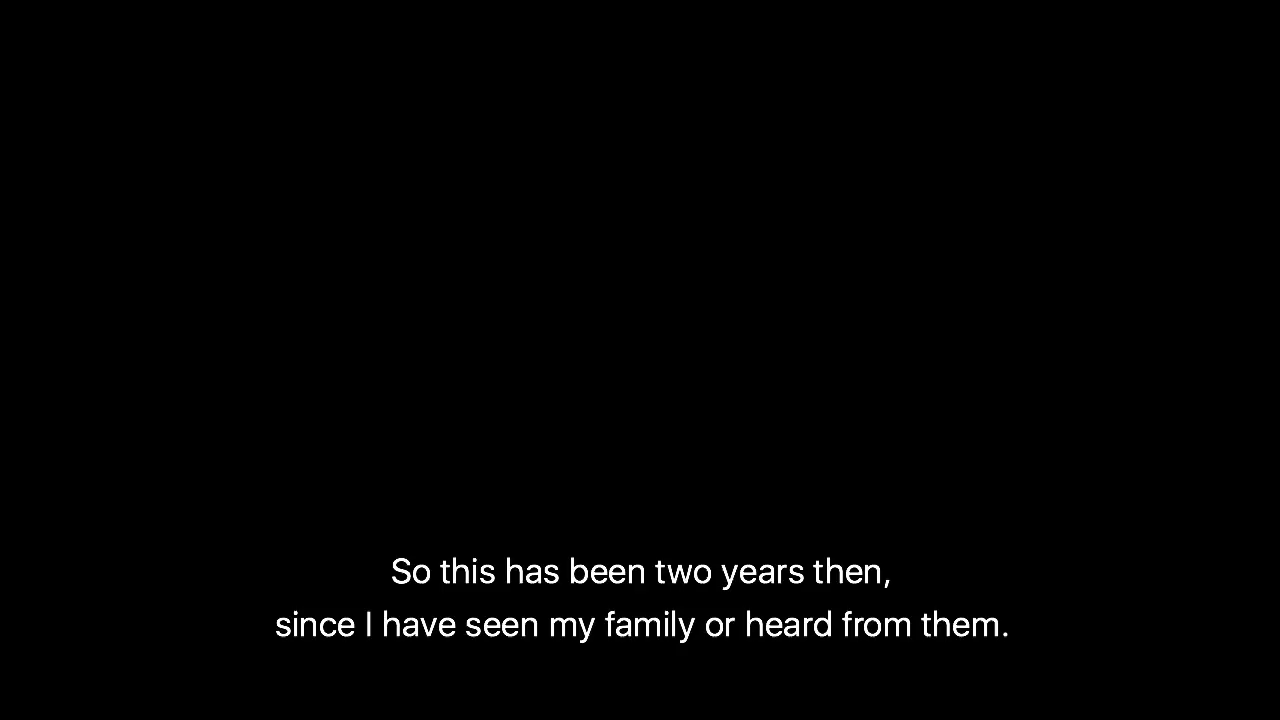 So this has been two years then,
since I have seen my family or heard from them.